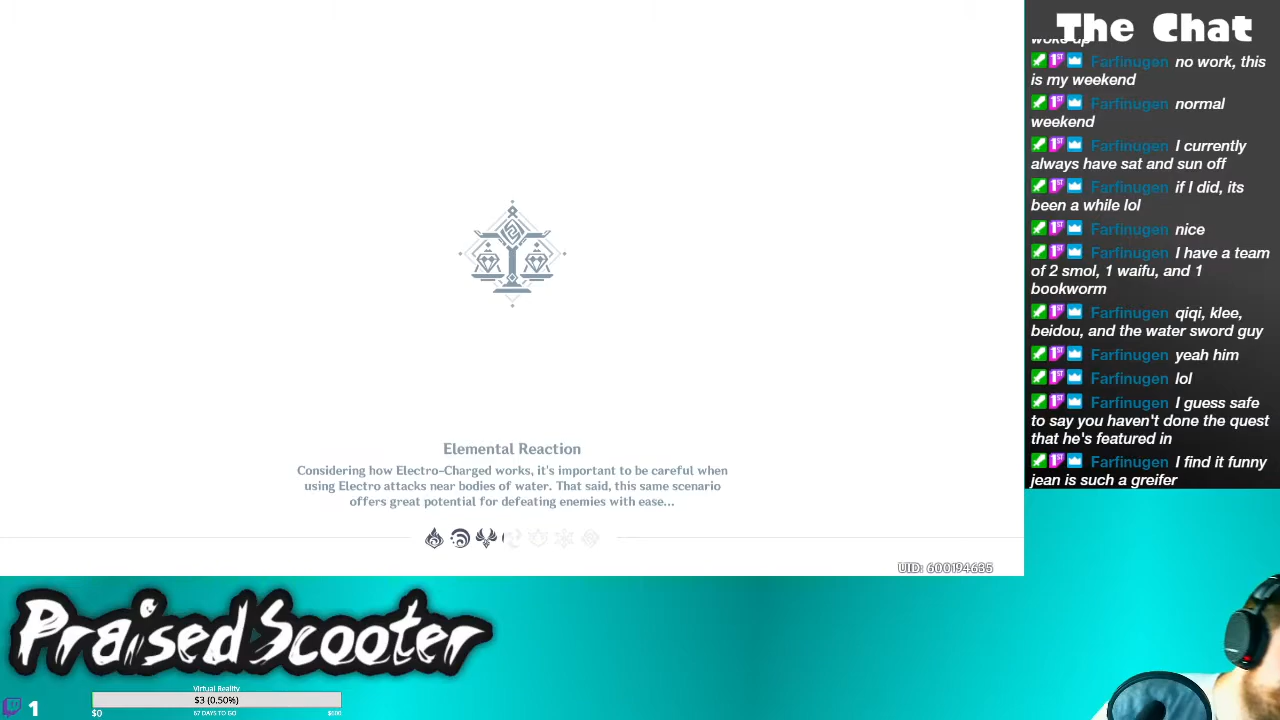 The Chat
woke up
Farfinugen no work, this
is my weekend
Farfinugen normal
weekend
Farfinugen I currently
always have sat and sun off
Farfinugen if I did, its
been a while lol
Farfinugen nice
Farfinugen I have a team
of 2 smol, 1 waifu, and 1
bookworm
Farfinugen qiqi, klee,
beidou, and the water sword guy
Farfinugen yeah him
Farfinugen lol
Farfinugen I guess safe
to say you haven't done the quest
that he's featured in
Farfinugen I find it funny
jean is such a greifer
Elemental Reaction
Considering how Electro-Charged works, it's important to be careful when
using Electro attacks near bodies of water. That said, this same scenario
offers great potential for defeating enemies with ease...
UID: 600194635
PraisedScooter
Virtual Reality
$3 (0.50%)
$0
67 DAYS TO GO
1